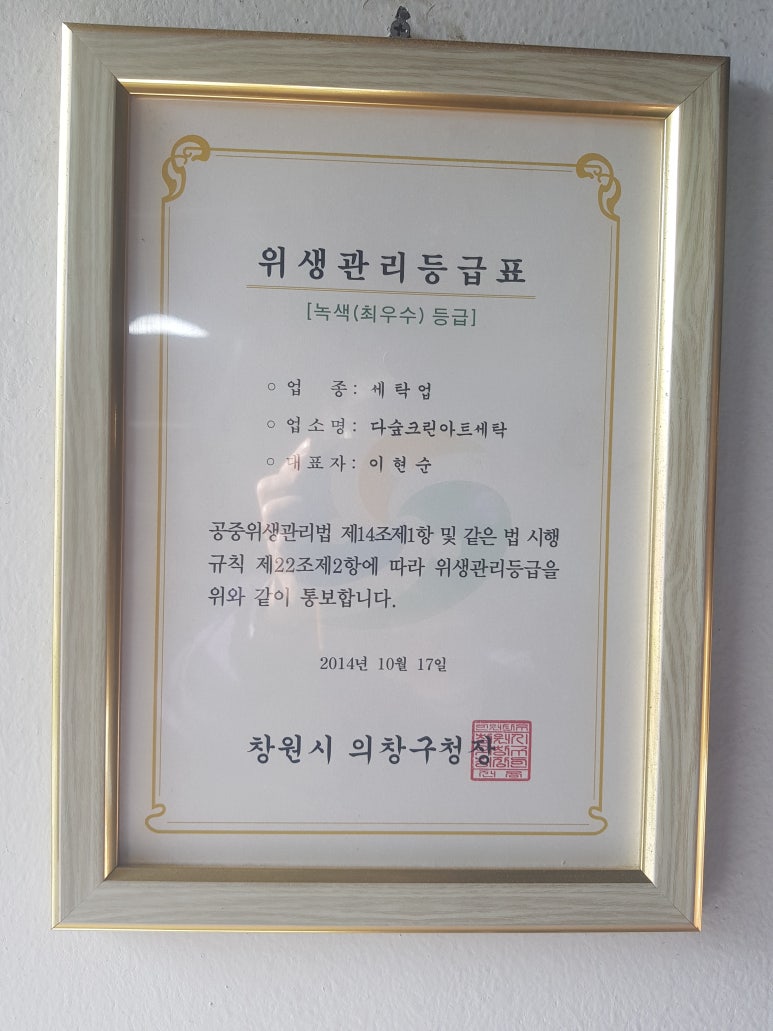 위생관리등급표
[녹색(최우수) 등급]
○ 업 종: 세탁업
○ 업소명: 다숲크린아트세탁
○ 대표자: 이현순
공중위생관리법 제14조제1항 및 같은 법 시행
규칙 제22조제2항에 따라 위생관리등급을
위와 같이 통보합니다.
2014년 10월 17일
창원시 의창구청장